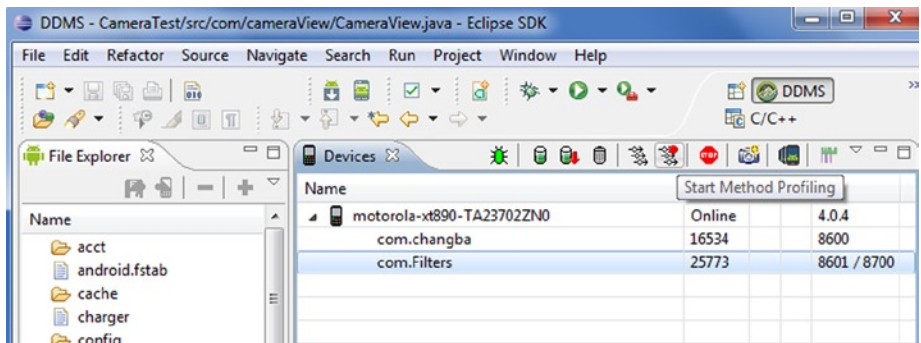 DDMS - CameraTest/src/com/cameraView/CameraView.java - Eclipse SDK
File Edit Refactor Source Navigate Search Run Project Window Help
DDMS
C/C++
File Explorer
Devices
Start Method Profiling
Name
acct
android.fstab
cache
charger
config
Name
motorola-xt890-TA23702ZN0 Online 4.0.4
com.changba 16534 8600
com.Filters 25773 8601 / 8700